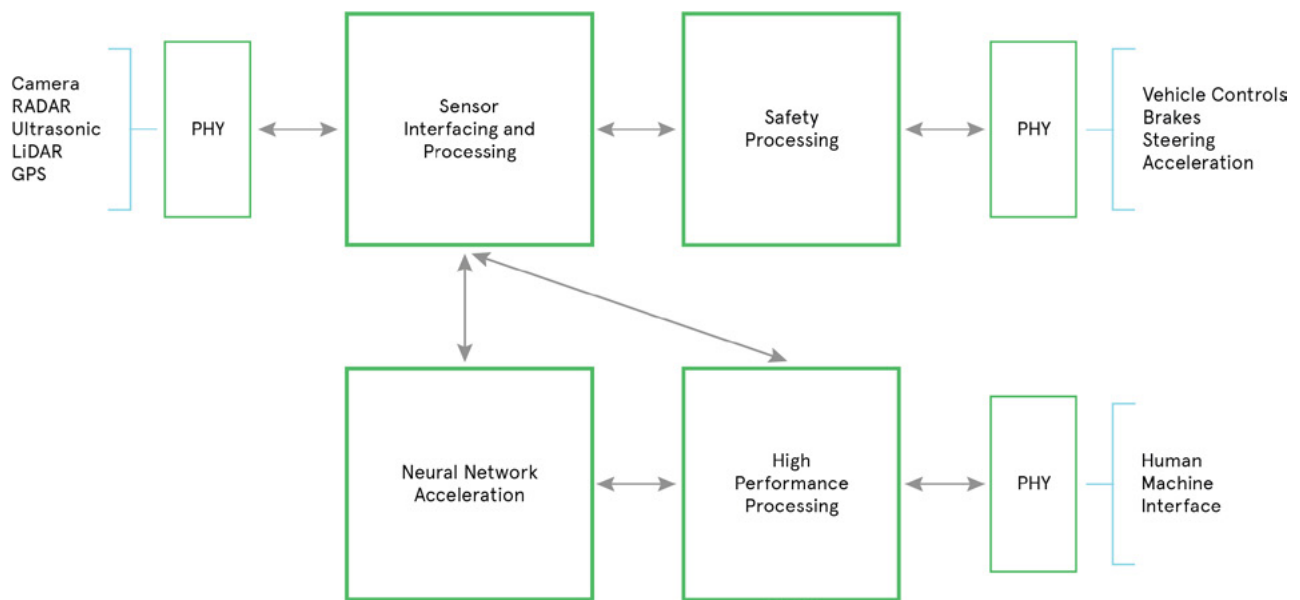 Camera
RADAR
Ultrasonic
LiDAR
GPS
PHY
Sensor
Interfacing and
Processing
Safety
Processing
PHY
Vehicle Controls
Brakes
Steering
Acceleration
Neural Network
Acceleration
High
Performance
Processing
PHY
Human
Machine
Interface